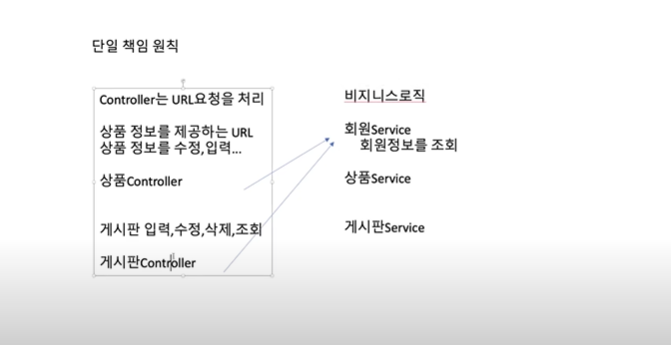 단일 책임 원칙
Controller는 URL요청을 처리
상품 정보를 제공하는 URL
상품 정보를 수정,입력...
상품Controller
게시판 입력,수정,삭제,조회
게시판Controller
비지니스로직
회원Service
회원정보를 조회
상품Service
게시판Service